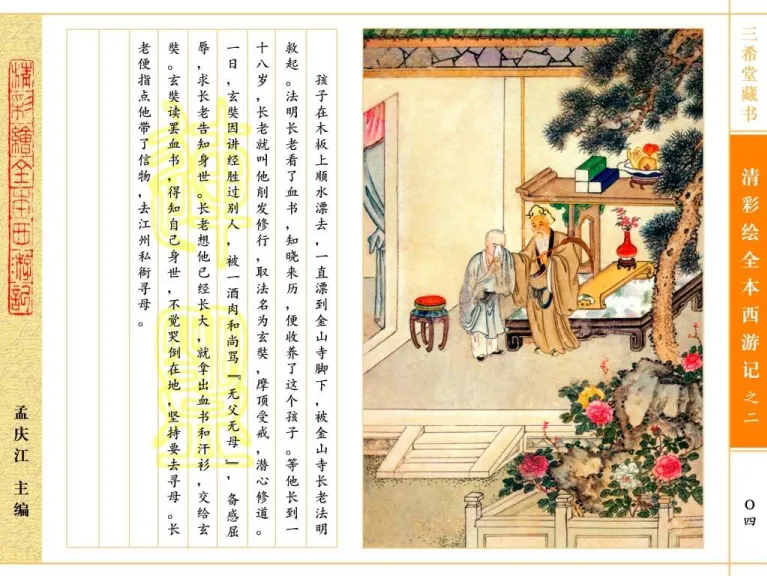 三希堂藏书
清彩绘全本西游记之二
〇四
孩子在木板上顺水漂去，一直漂到金山寺脚下，被金山寺长老法明
救起。法明长老看了血书，知晓来历，便收养了这个孩子。等他长到一
十八岁，长老就叫他削发修行，取法名为玄奘，摩顶受戒，潜心修道。
一日，玄奘因讲经胜过别人，被一酒肉和尚骂『无父无母』，备感屈
辱，求长老告知身世。长老想他已经长大，就拿出血书和汗衫，交给玄
奘。玄奘读罢血书，得知自己身世，不觉哭倒在地，坚持要去寻母。长
老便指点他带了信物，去江州私衙寻母。
清彩繪全本西游記
孟庆江 主编